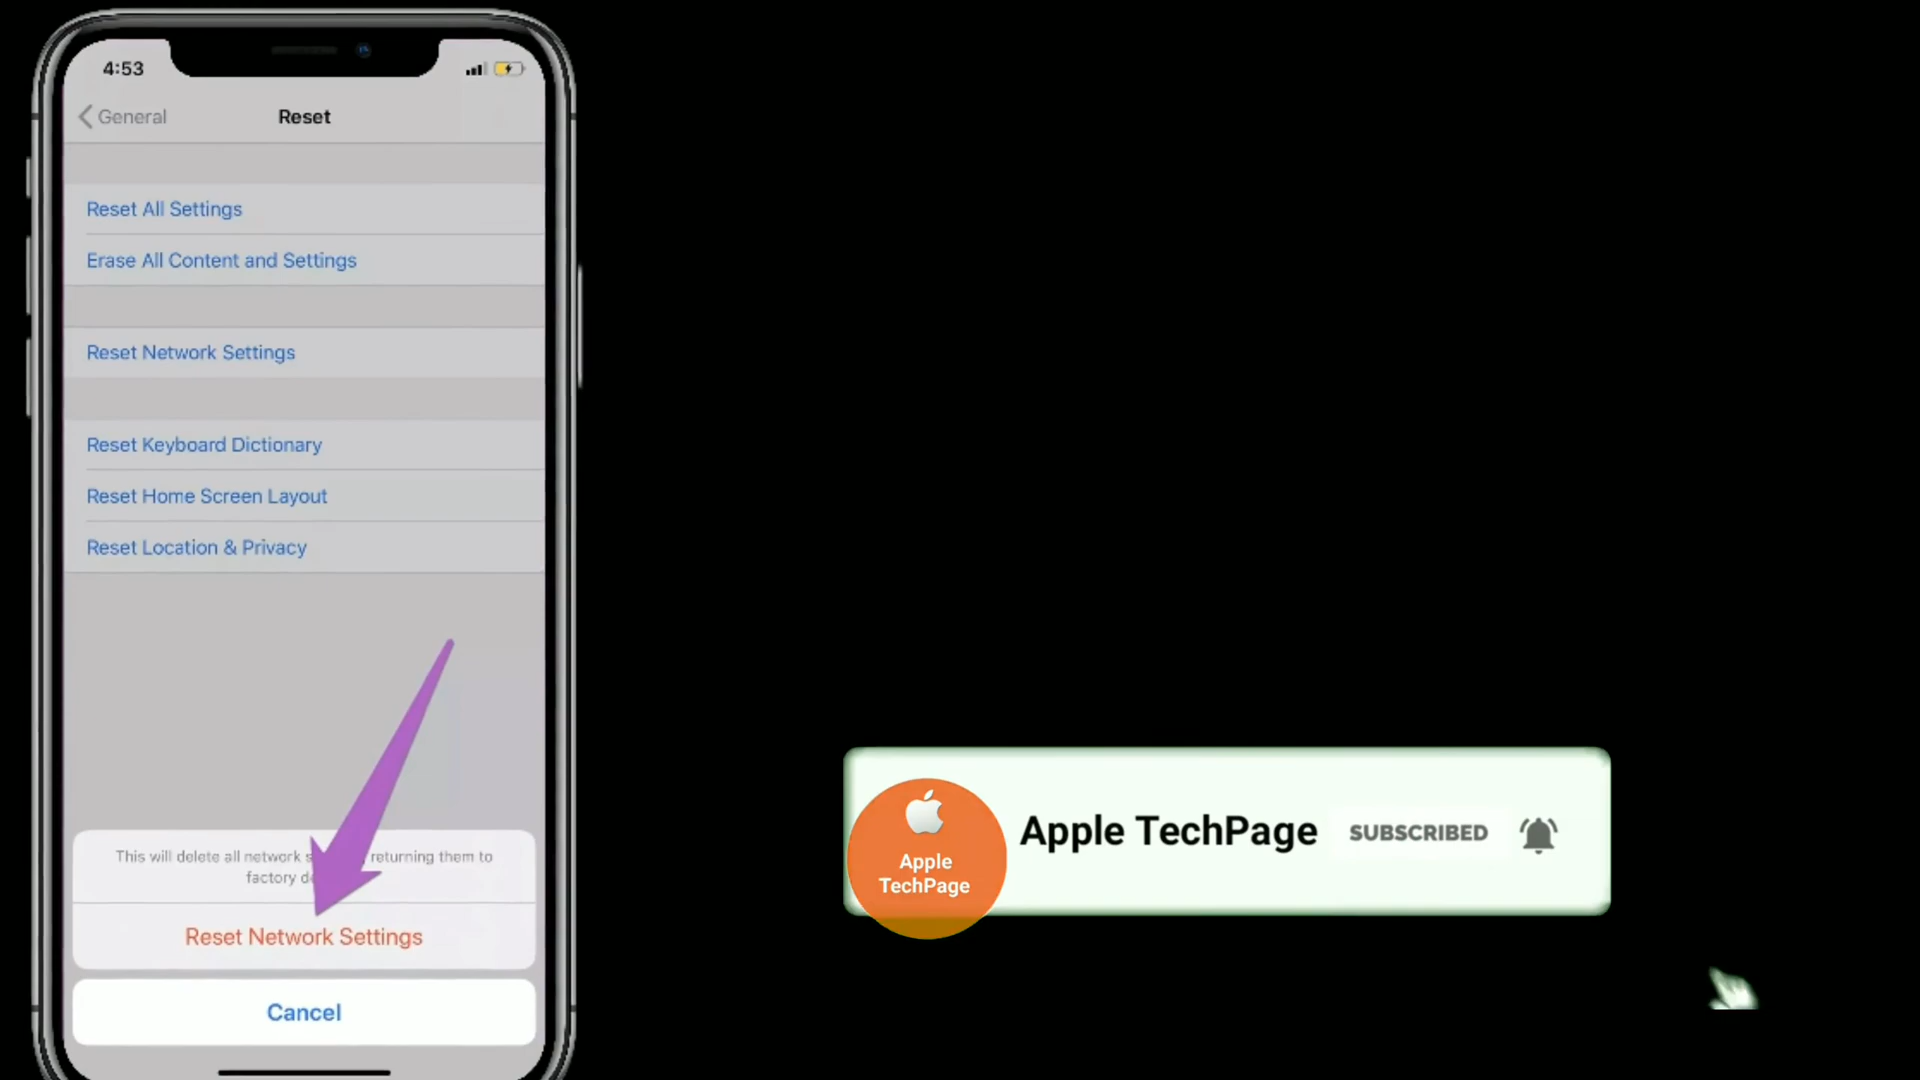 4:53
General
Reset
Reset All Settings
Erase All Content and Settings
Reset Network Settings
Reset Keyboard Dictionary
Reset Home Screen Layout
Reset Location & Privacy
This will delete all network returning them to
factory
Reset Network Settings
Cancel
Apple
TechPage
Apple TechPage
SUBSCRIBED